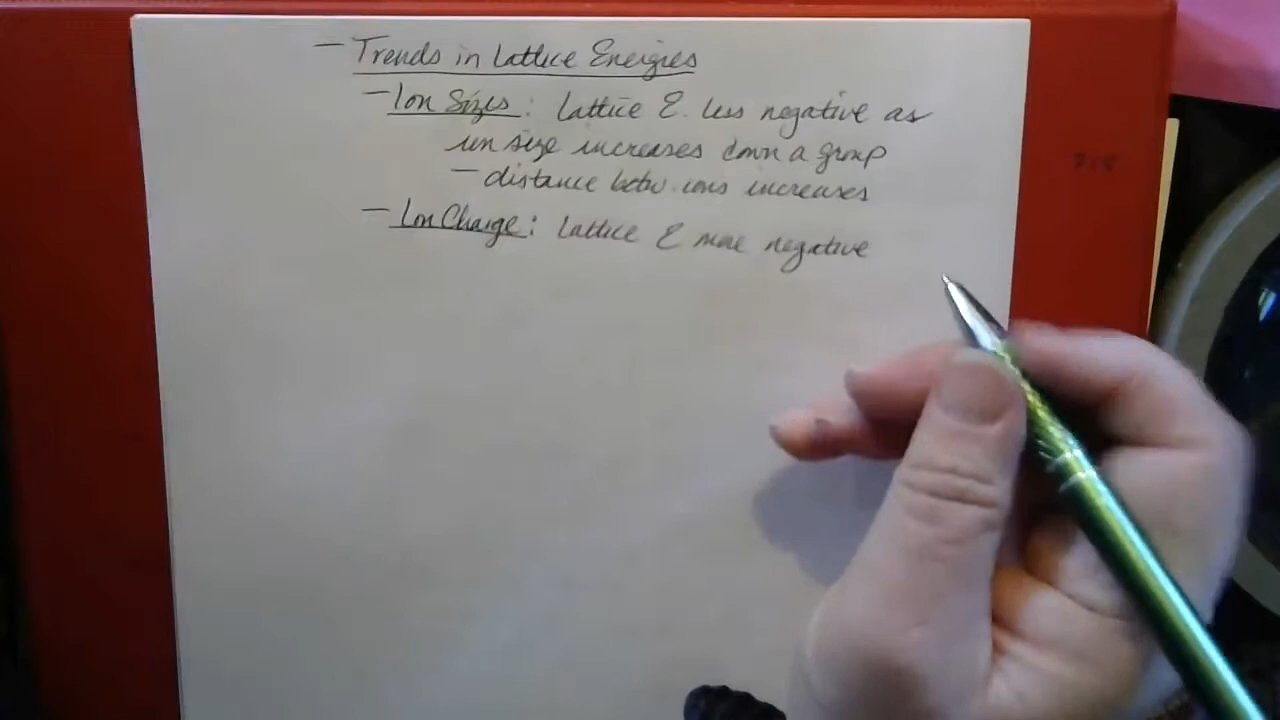 - Trends in Lattice Energies
- Ion Sizes: Lattice E. less negative as
ion size increases down a group
- distance betw. ions increases
- Ion Charge: Lattice E more negative